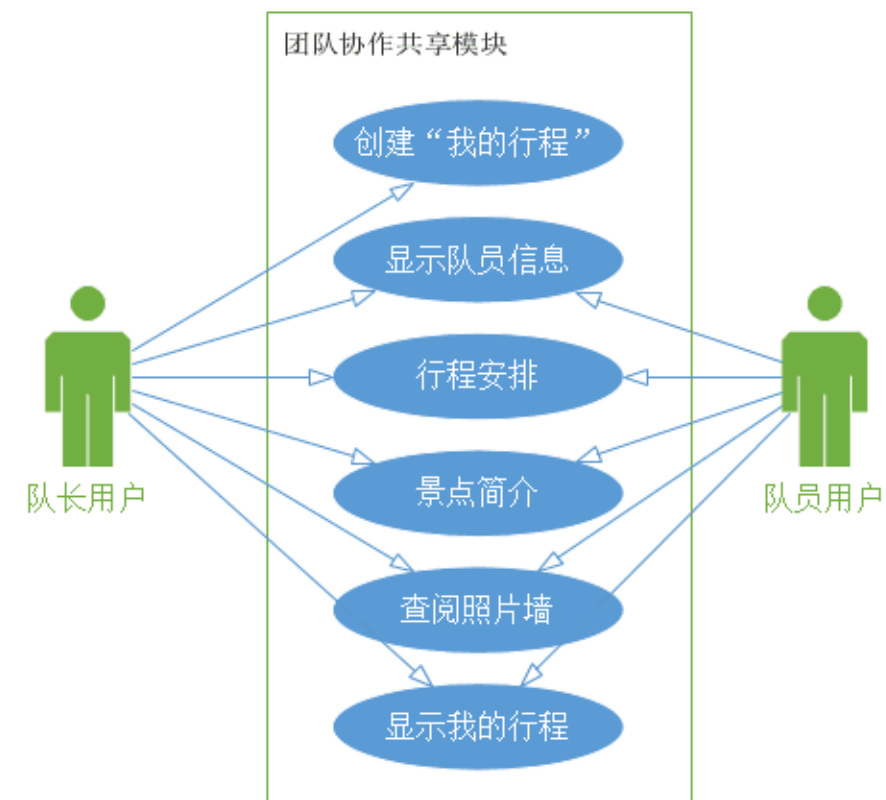 团队协作共享模块
创建“我的行程”
显示队员信息
行程安排
景点简介
查阅照片墙
显示我的行程
队长用户
队员用户